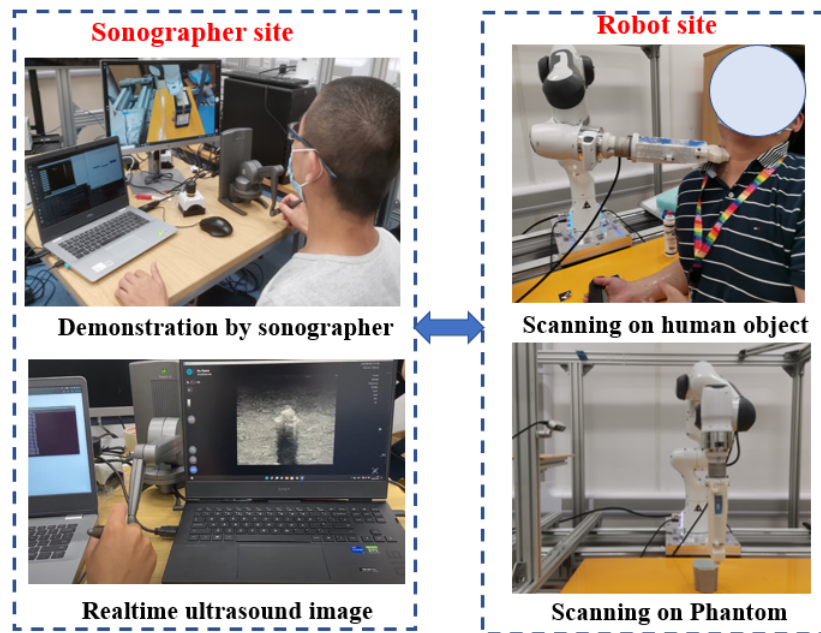 Sonographer site
Demonstration by sonographer
Realtime ultrasound image
Robot site
Scanning on human object
Scanning on Phantom